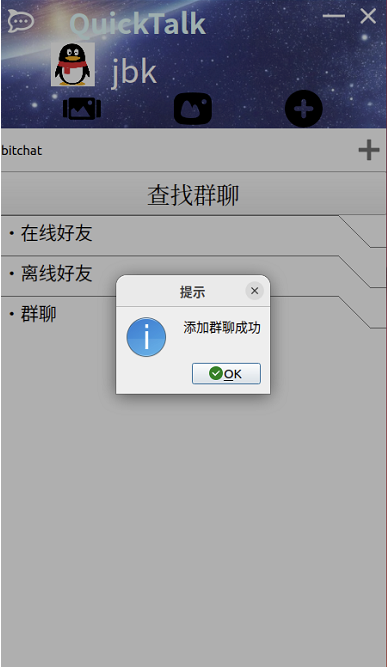 QuickTalk
jbk
bitchat
查找群聊
· 在线好友
· 离线好友
· 群聊
提示
添加群聊成功
OK